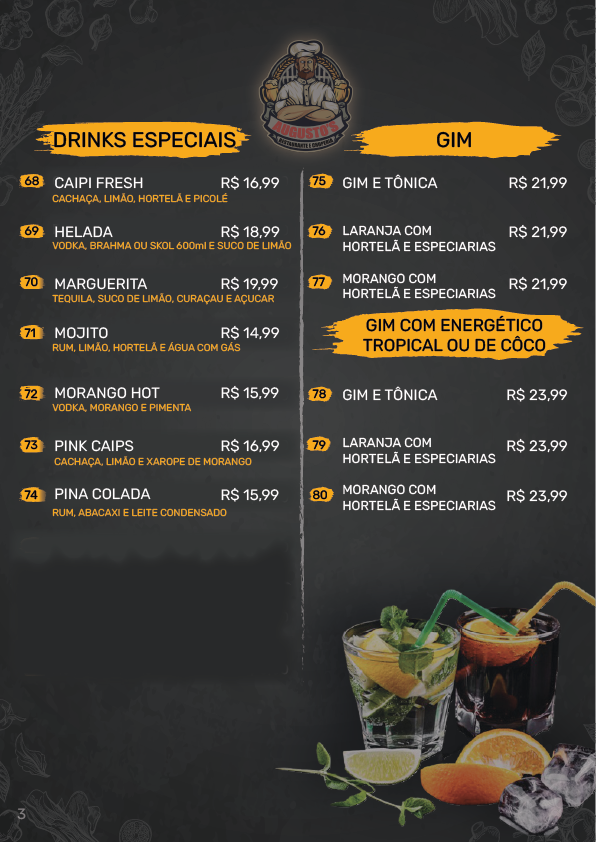 AUGUSTO'S
RESTAURANTE E CHOPERIA
DRINKS ESPECIAIS
68 CAIPI FRESH R$ 16,99
CACHAÇA, LIMÃO, HORTELÃ E PICOLÉ
69 HELADA R$ 18,99
VODKA, BRAHMA OU SKOL 600ml E SUCO DE LIMÃO
70 MARGUERITA R$ 19,99
TEQUILA, SUCO DE LIMÃO, CURAÇAU E AÇUCAR
71 MOJITO R$ 14,99
RUM, LIMÃO, HORTELÃ E ÁGUA COM GÁS
72 MORANGO HOT R$ 15,99
VODKA, MORANGO E PIMENTA
73 PINK CAIPS R$ 16,99
CACHAÇA, LIMÃO E XAROPE DE MORANGO
74 PINA COLADA R$ 15,99
RUM, ABACAXI E LEITE CONDENSADO
GIM
75 GIM E TÔNICA R$ 21,99
76 LARANJA COM R$ 21,99
HORTELÃ E ESPECIARIAS
77 MORANGO COM R$ 21,99
HORTELÃ E ESPECIARIAS
GIM COM ENERGÉTICO
TROPICAL OU DE CÔCO
78 GIM E TÔNICA R$ 23,99
79 LARANJA COM R$ 23,99
HORTELÃ E ESPECIARIAS
80 MORANGO COM R$ 23,99
HORTELÃ E ESPECIARIAS
3